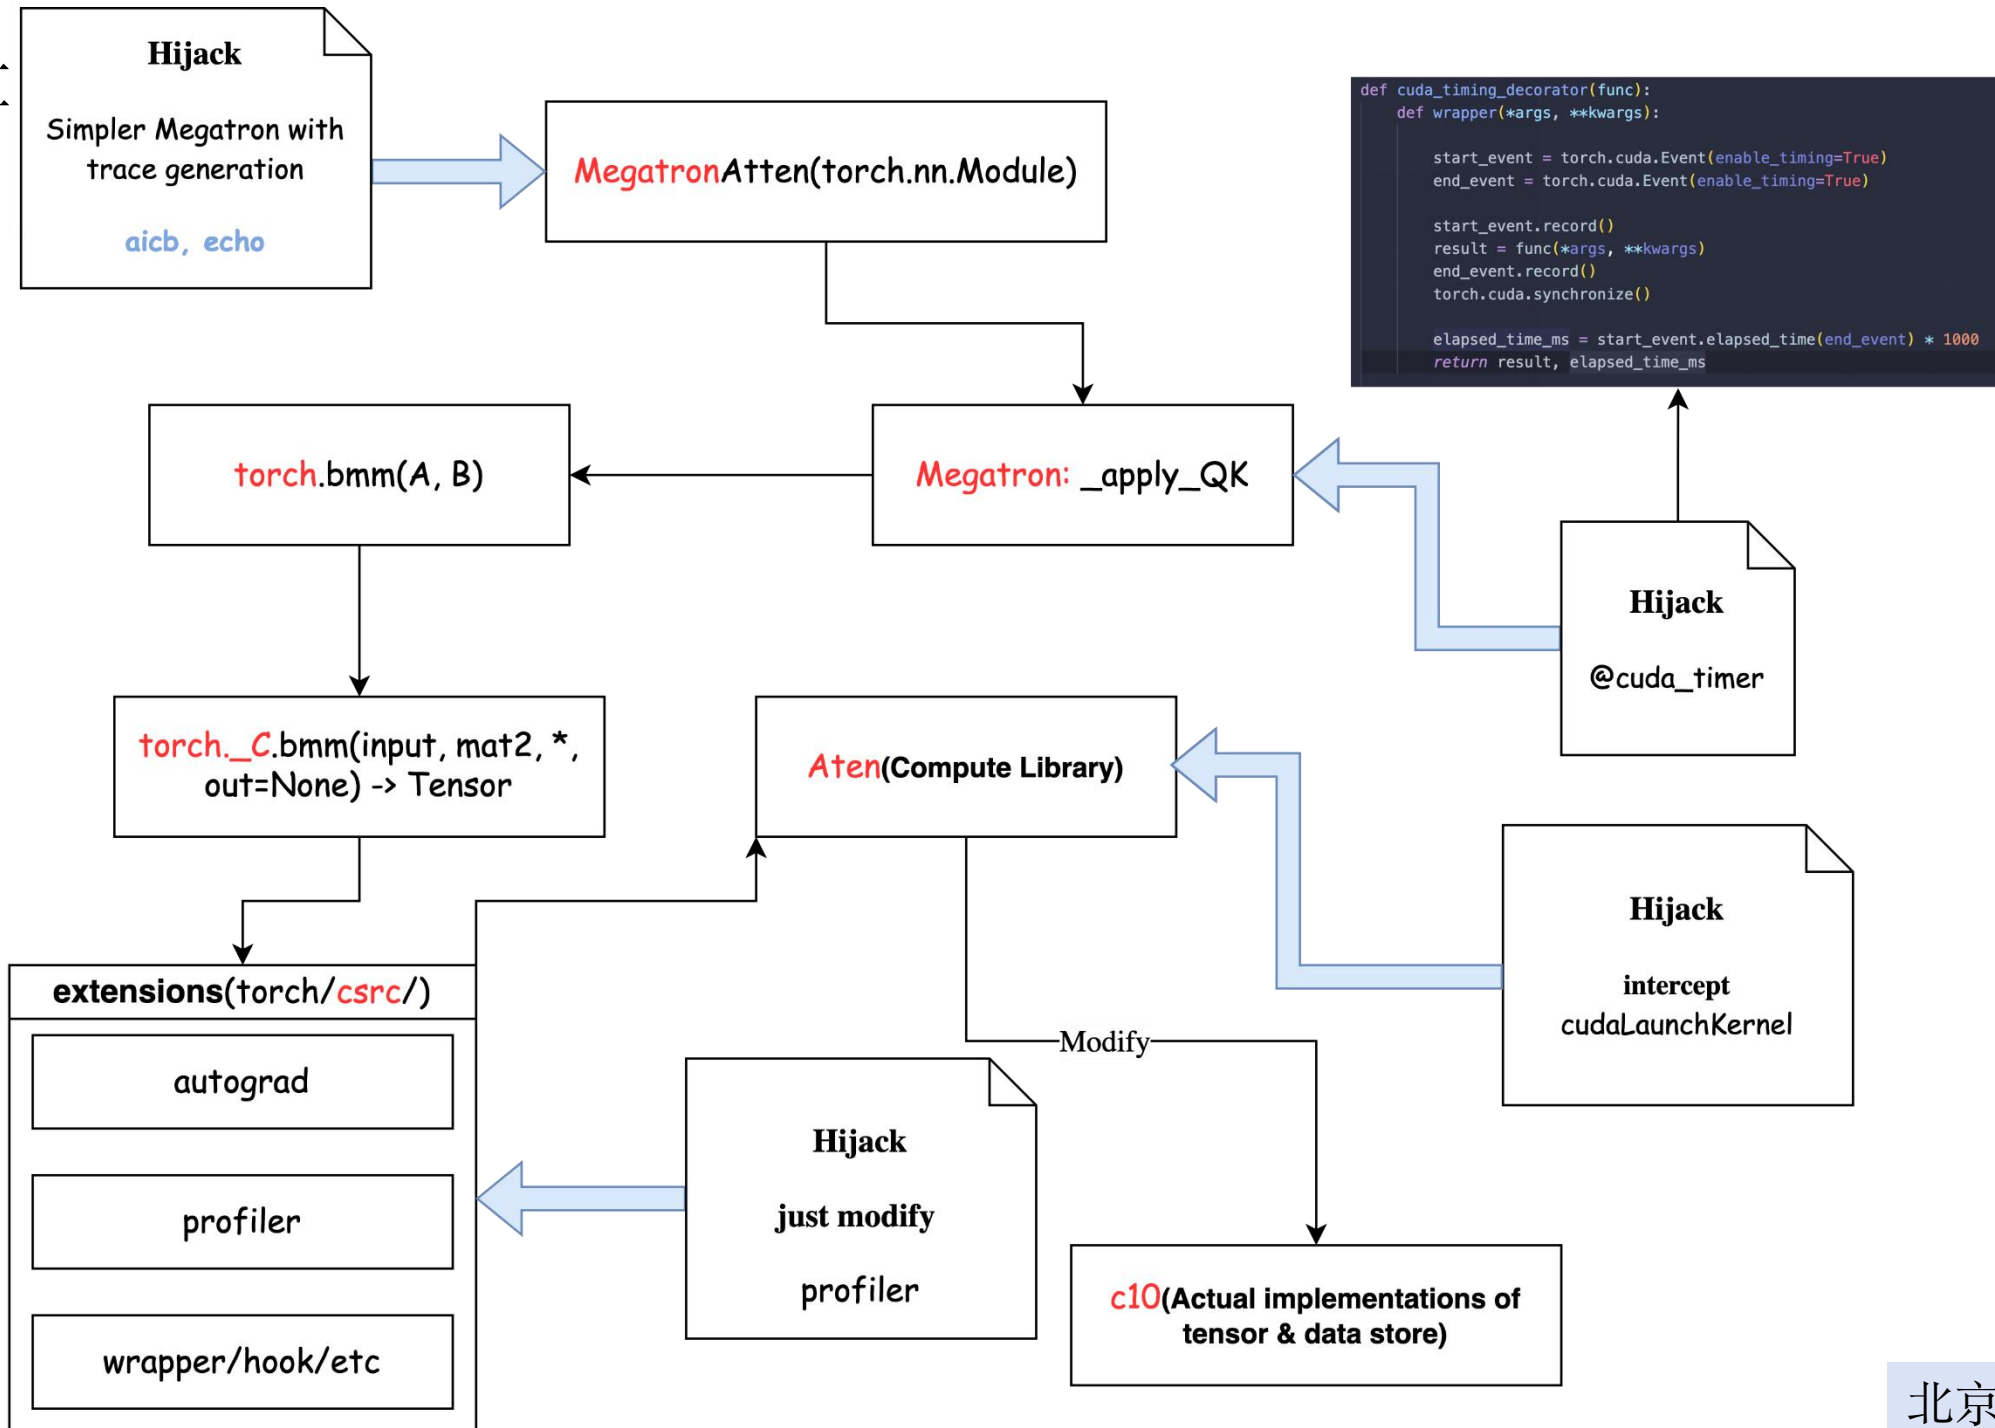 Hijack
Simpler Megatron with
trace generation
aicb, echo
MegatronAtten(torch.nn.Module)
def cuda_timing_decorator(func):
def wrapper(*args, **kwargs):
start_event = torch.cuda.Event(enable_timing=True)
end_event = torch.cuda.Event(enable_timing=True)
start_event.record()
result = func(*args, **kwargs)
end_event.record()
torch.cuda.synchronize()
elapsed_time_ms = start_event.elapsed_time(end_event) * 1000
return result, elapsed_time_ms
torch.bmm(A, B)
Megatron: _apply_QK
Hijack
@cuda_timer
torch._C.bmm(input, mat2, *,
out=None) -> Tensor
Aten(Compute Library)
Hijack
intercept
cudaLaunchKernel
extensions(torch/csrc/)
autograd
profiler
wrapper/hook/etc
Modify
Hijack
just modify
profiler
c10(Actual implementations of
tensor & data store)
北京